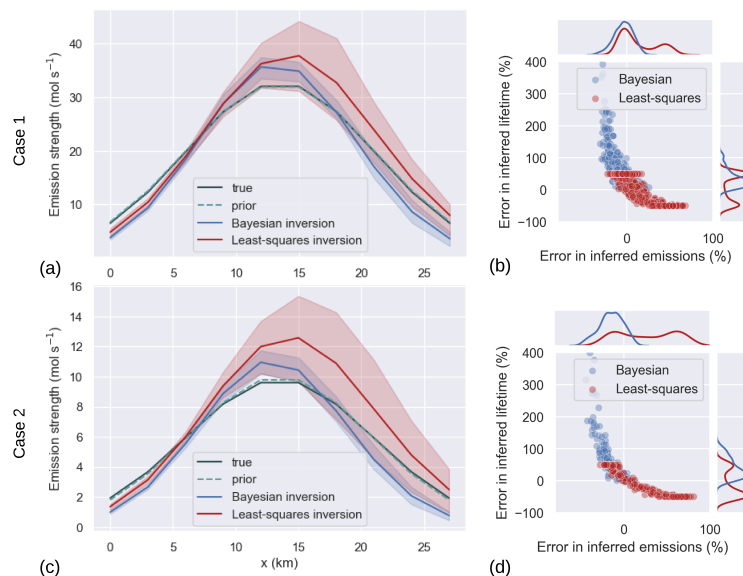 Case 1
Emission strength (mol s⁻¹)
40
30
20
10
0
5
10
15
20
25
true
prior
Bayesian inversion
Least-squares inversion
(a)
Error in inferred lifetime (%)
400
300
200
100
0
−100
0
100
Error in inferred emissions (%)
Bayesian
Least-squares
(b)
Case 2
Emission strength (mol s⁻¹)
16
14
12
10
8
6
4
2
0
0
5
10
15
20
25
x (km)
true
prior
Bayesian inversion
Least-squares inversion
(c)
Error in inferred lifetime (%)
400
300
200
100
0
−100
0
100
Error in inferred emissions (%)
Bayesian
Least-squares
(d)